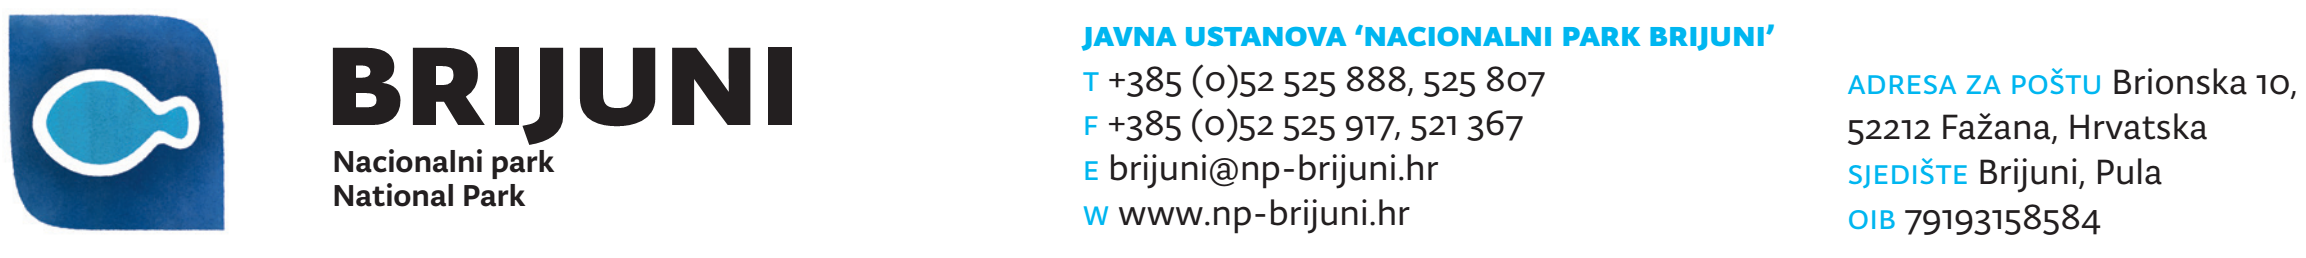 BRIJUNI
Nacionalni park
National Park
JAVNA USTANOVA ‘NACIONALNI PARK BRIJUNI’
T +385 (0)52 525 888, 525 807
F +385 (0)52 525 917, 521 367
E brijuni@np-brijuni.hr
W www.np-brijuni.hr
ADRESA ZA POŠTU Brionska 10,
52212 Fažana, Hrvatska
SJEDIŠTE Brijuni, Pula
OIB 79193158584